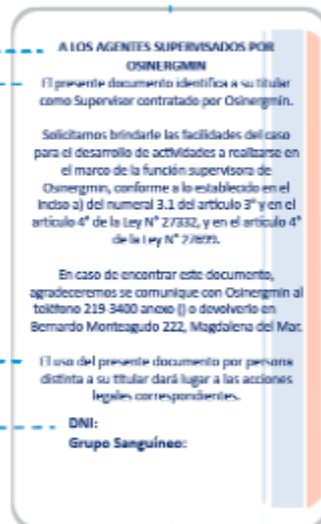 A LOS AGENTES SUPERVISADOS POR
OSINERGMIN
El presente documento identifica a su titular
como Supervisor contratado por Osinergmin.
Solicitamos brindarle las facilidades del caso
para el desarrollo de actividades a realizarse en
el marco de la función supervisora de
Osinergmin, conforme a lo establecido en el
inciso a) del numeral 3.1 del artículo 3° y en el
artículo 4° de la Ley N° 27332, y en el artículo 4°
de la Ley N° 27699.
En caso de encontrar este documento,
agradeceremos se comunique con Osinergmin al
teléfono 219-3400 anexo () o devolverlo en
Bernardo Monteagudo 222, Magdalena del Mar.
El uso del presente documento por persona
distinta a su titular dará lugar a las acciones
legales correspondientes.
DNI:
Grupo Sanguíneo: